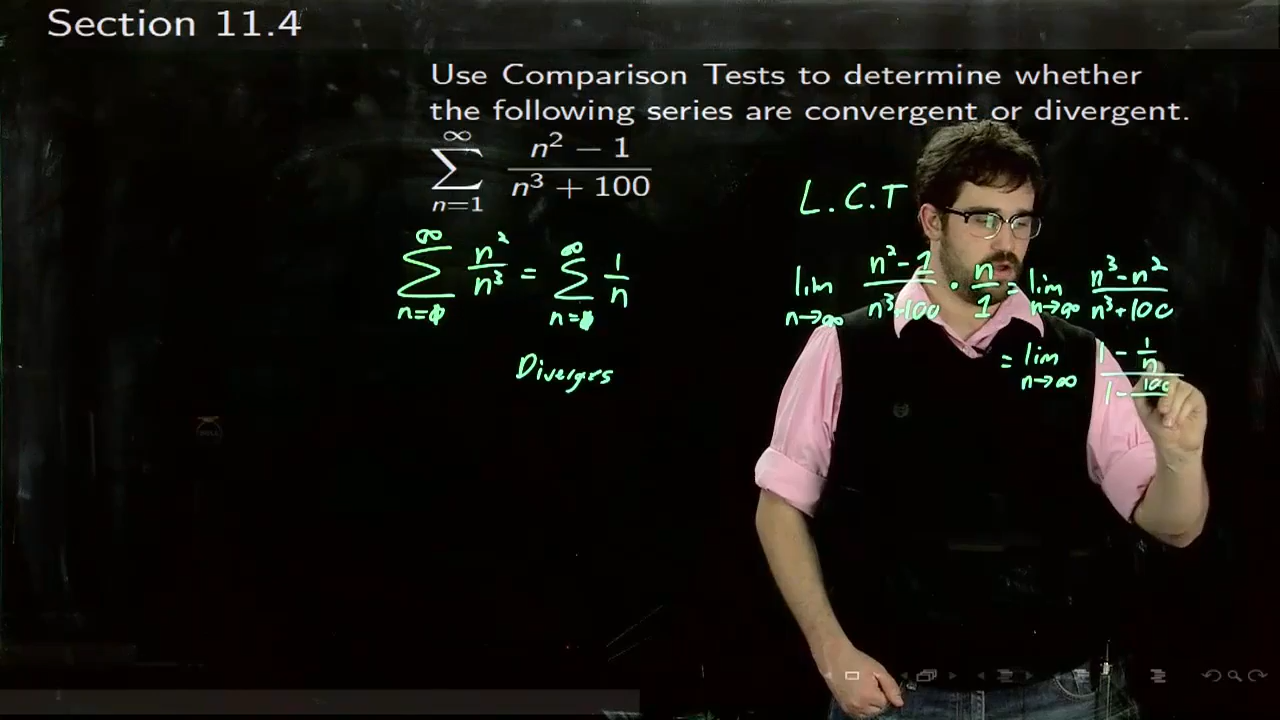 Section 11.4
Use Comparison Tests to determine whether
the following series are convergent or divergent.
∑_{n=1}^{∞} (n² − 1)/(n³ + 100)
L.C.T
∑_{n=1}^{∞} n²/n³ = ∑_{n=1}^{∞} 1/n
Diverges
lim_{n→∞} (n² − 1)/(n³ + 100) · n/1 = lim_{n→∞} (n³ − n²)/(n³ + 100)
= lim_{n→∞} (1 − 1/n)/(1 − 100